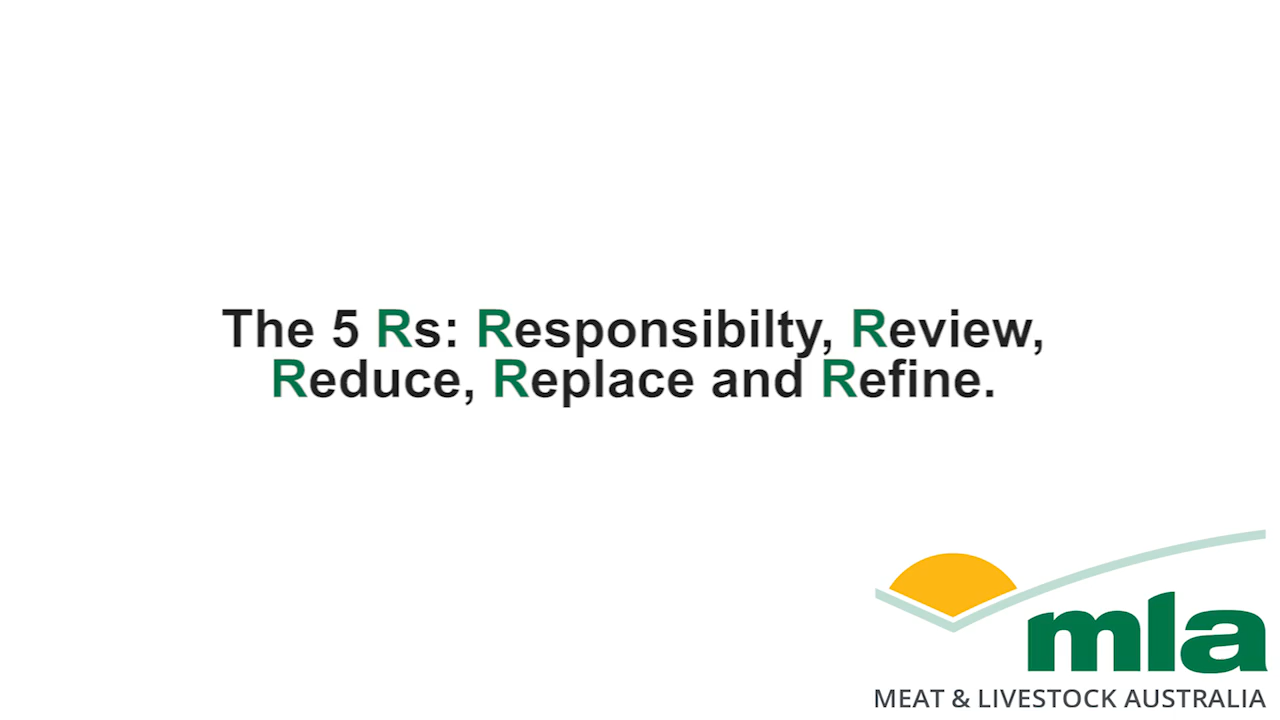 The 5 Rs: Responsibilty, Review,
Reduce, Replace and Refine.
mla
MEAT & LIVESTOCK AUSTRALIA